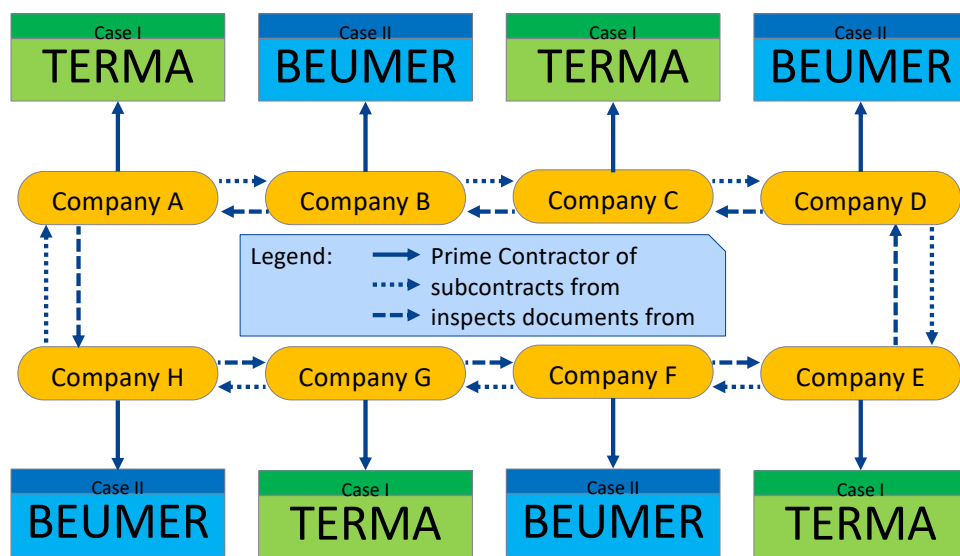 Case I
TERMA
Case II
BEUMER
Case I
TERMA
Case II
BEUMER
Company A
Company B
Company C
Company D
Legend:
Prime Contractor of
subcontracts from
inspects documents from
Company H
Company G
Company F
Company E
Case II
BEUMER
Case I
TERMA
Case II
BEUMER
Case I
TERMA